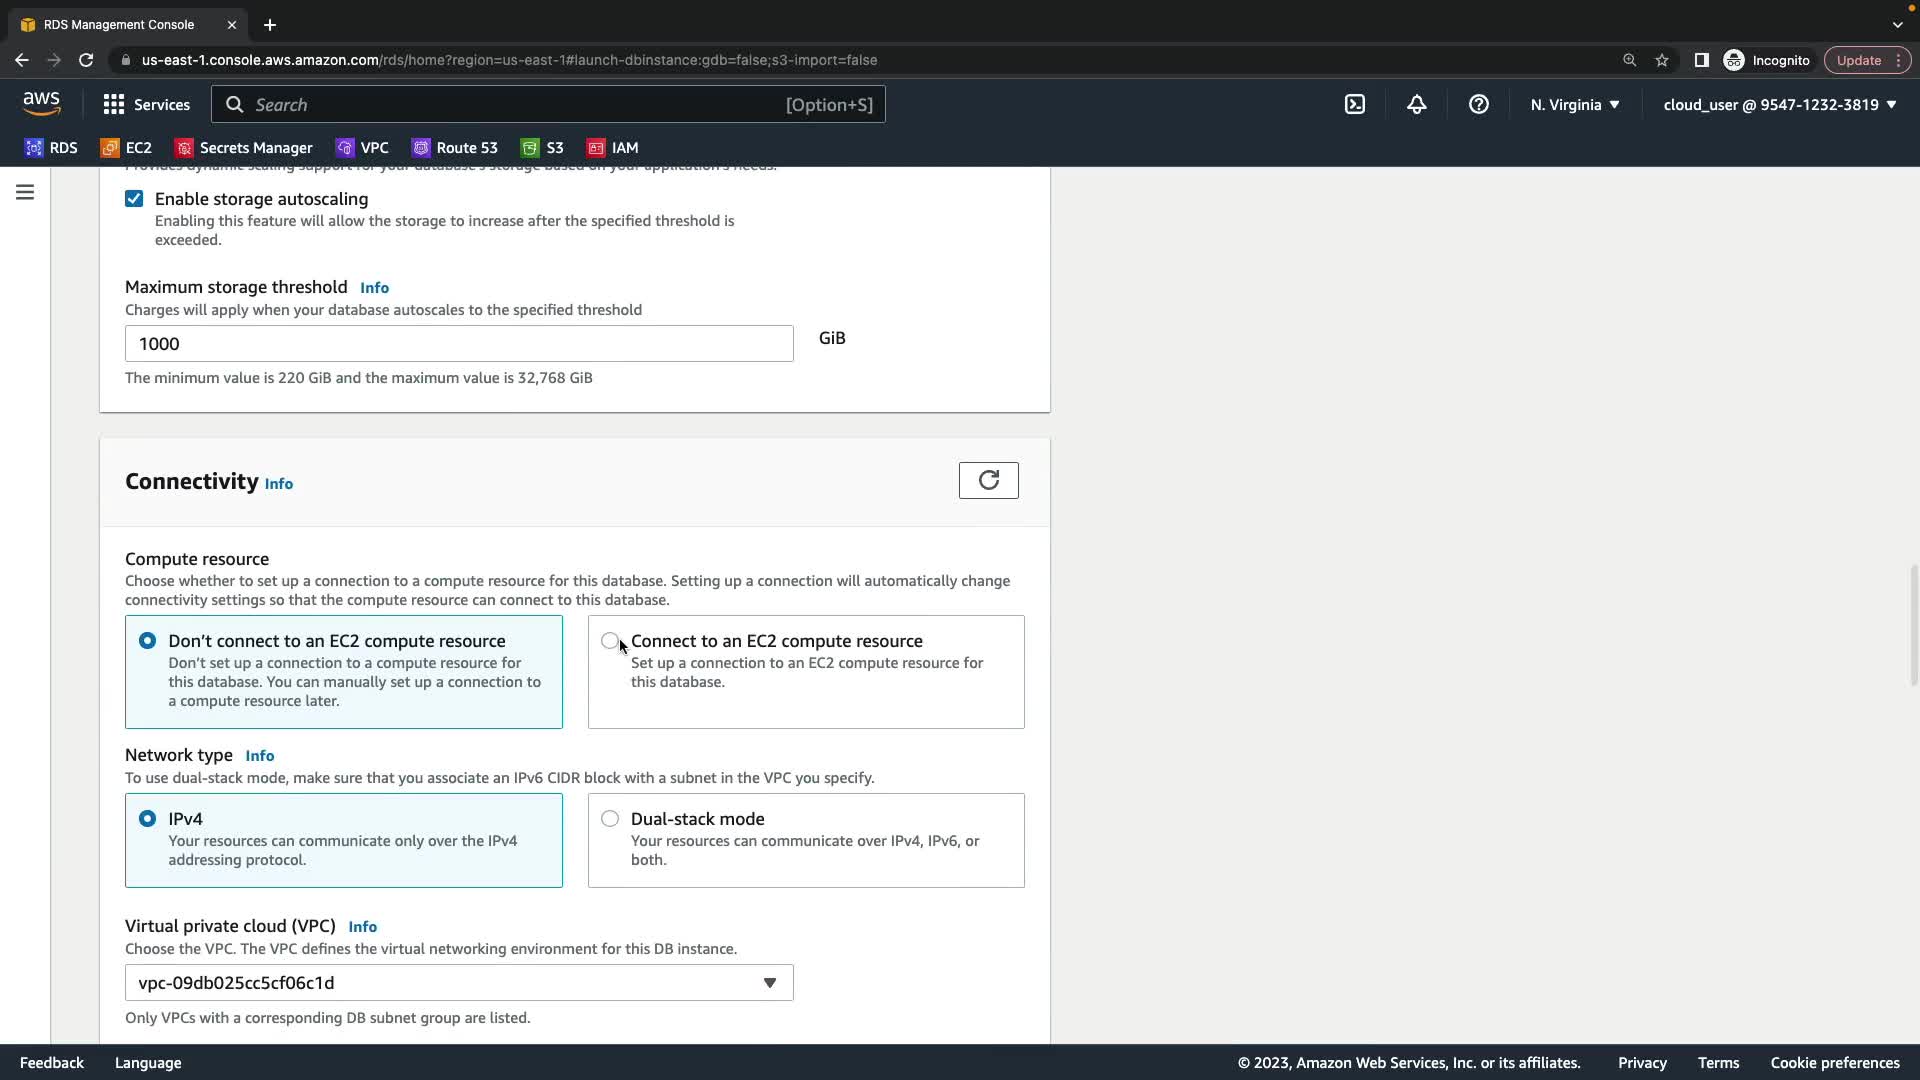 RDS Management Console
us-east-1.console.aws.amazon.com/rds/home?region=us-east-1#launch-dbinstance:gdb=false;s3-import=false
Incognito
Update
aws
Services
Search
[Option+S]
N. Virginia
cloud_user @ 9547-1232-3819
RDS
EC2
Secrets Manager
VPC
Route 53
S3
IAM
Provides dynamic scaling support for your database's storage based on your application's needs.
Enable storage autoscaling
Enabling this feature will allow the storage to increase after the specified threshold is
exceeded.
Maximum storage threshold Info
Charges will apply when your database autoscales to the specified threshold
1000
GiB
The minimum value is 220 GiB and the maximum value is 32,768 GiB
Connectivity Info
Compute resource
Choose whether to set up a connection to a compute resource for this database. Setting up a connection will automatically change
connectivity settings so that the compute resource can connect to this database.
Don't connect to an EC2 compute resource
Don't set up a connection to a compute resource for
this database. You can manually set up a connection to
a compute resource later.
Connect to an EC2 compute resource
Set up a connection to an EC2 compute resource for
this database.
Network type Info
To use dual-stack mode, make sure that you associate an IPv6 CIDR block with a subnet in the VPC you specify.
IPv4
Your resources can communicate only over the IPv4
addressing protocol.
Dual-stack mode
Your resources can communicate over IPv4, IPv6, or
both.
Virtual private cloud (VPC) Info
Choose the VPC. The VPC defines the virtual networking environment for this DB instance.
vpc-09db025cc5cf06c1d
Only VPCs with a corresponding DB subnet group are listed.
Feedback
Language
© 2023, Amazon Web Services, Inc. or its affiliates.
Privacy
Terms
Cookie preferences